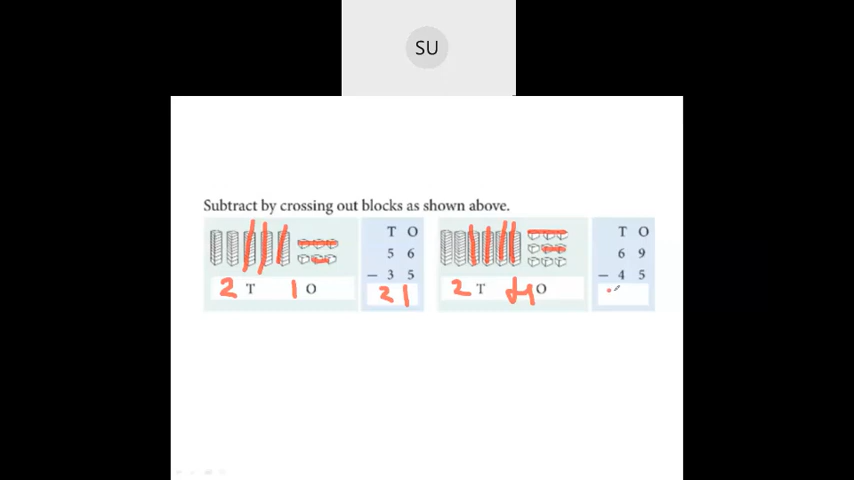 SU
Subtract by crossing out blocks as shown above.
T O
5 6
− 3 5
2 T 1 O
2 1
T O
6 9
− 4 5
2 T 4 O